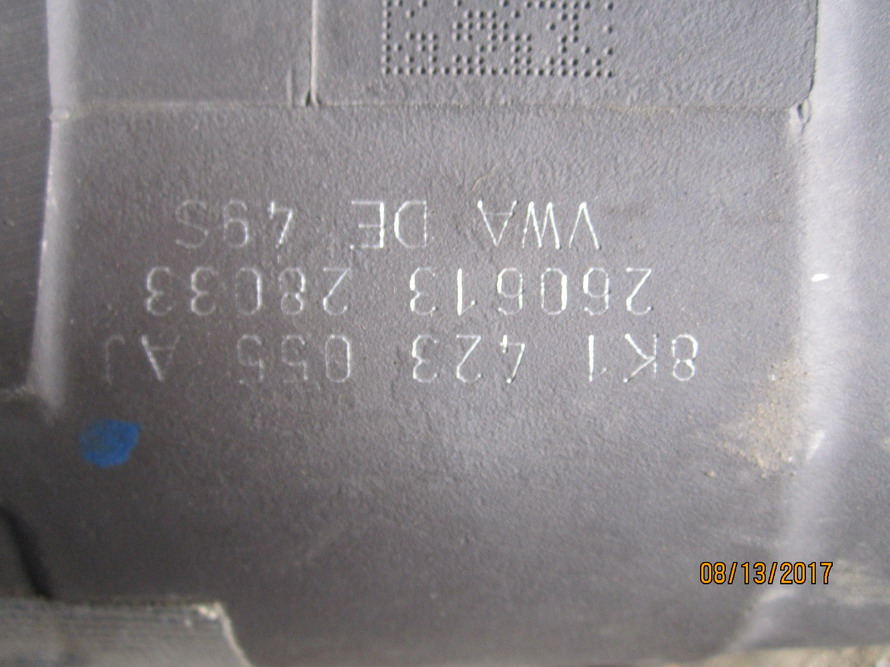 8K1 423 055 AJ
260613 28033
VWA DE 49S
08/13/2017